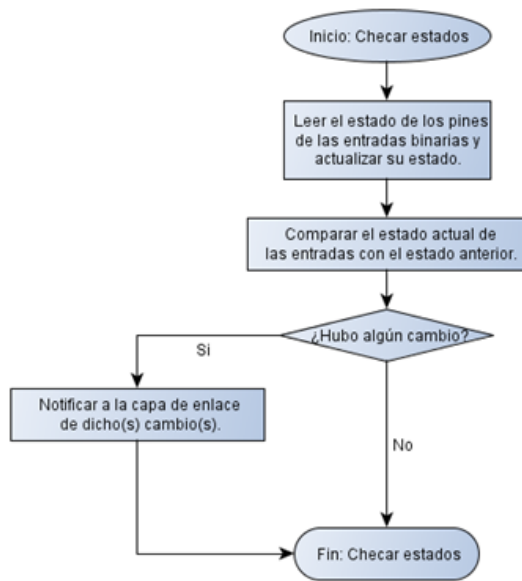 Inicio: Checar estados
Leer el estado de los pines
de las entradas binarias y
actualizar su estado.
Comparar el estado actual de
las entradas con el estado anterior.
¿Hubo algún cambio?
Si
Notificar a la capa de enlace
de dicho(s) cambio(s).
No
Fin: Checar estados